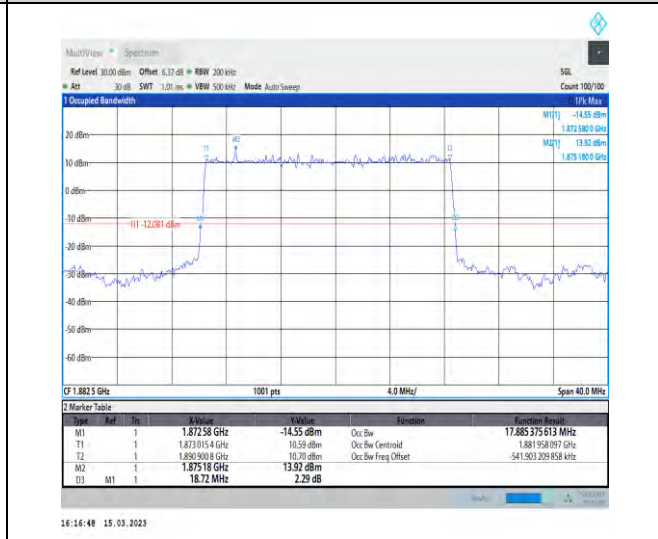 MultiView Spectrum
Ref Level 30.00 dBm Offset 6.37 dB RBW 200 kHz SGL
Att 30 dB SWT 1.01 ms VBW 500 kHz Mode Auto Sweep Count 100/100
1 Occupied Bandwidth 1Pk Max
M1[1] -14.55 dBm
1.872 580 0 GHz
M2[1] 13.92 dBm
1.875 180 0 GHz
20 dBm
T1 M2 T2
10 dBm
0 dBm
-10 dBm
H1 -12.081 dBm
-20 dBm
-30 dBm
-40 dBm
-50 dBm
-60 dBm
CF 1.882 5 GHz 1001 pts 4.0 MHz/ Span 40.0 MHz
2 Marker Table
Type Ref Trc X-Value Y-Value Function Function Result
M1 1 1.872 58 GHz -14.55 dBm Occ Bw 17.885 375 613 MHz
T1 1 1.873 015 4 GHz 10.59 dBm Occ Bw Centroid 1.881 958 097 GHz
T2 1 1.890 900 8 GHz 10.70 dBm Occ Bw Freq Offset -541.903 209 858 kHz
M2 1 1.875 18 GHz 13.92 dBm
D3 M1 1 18.72 MHz 2.29 dB
16:16:48 15.03.2023